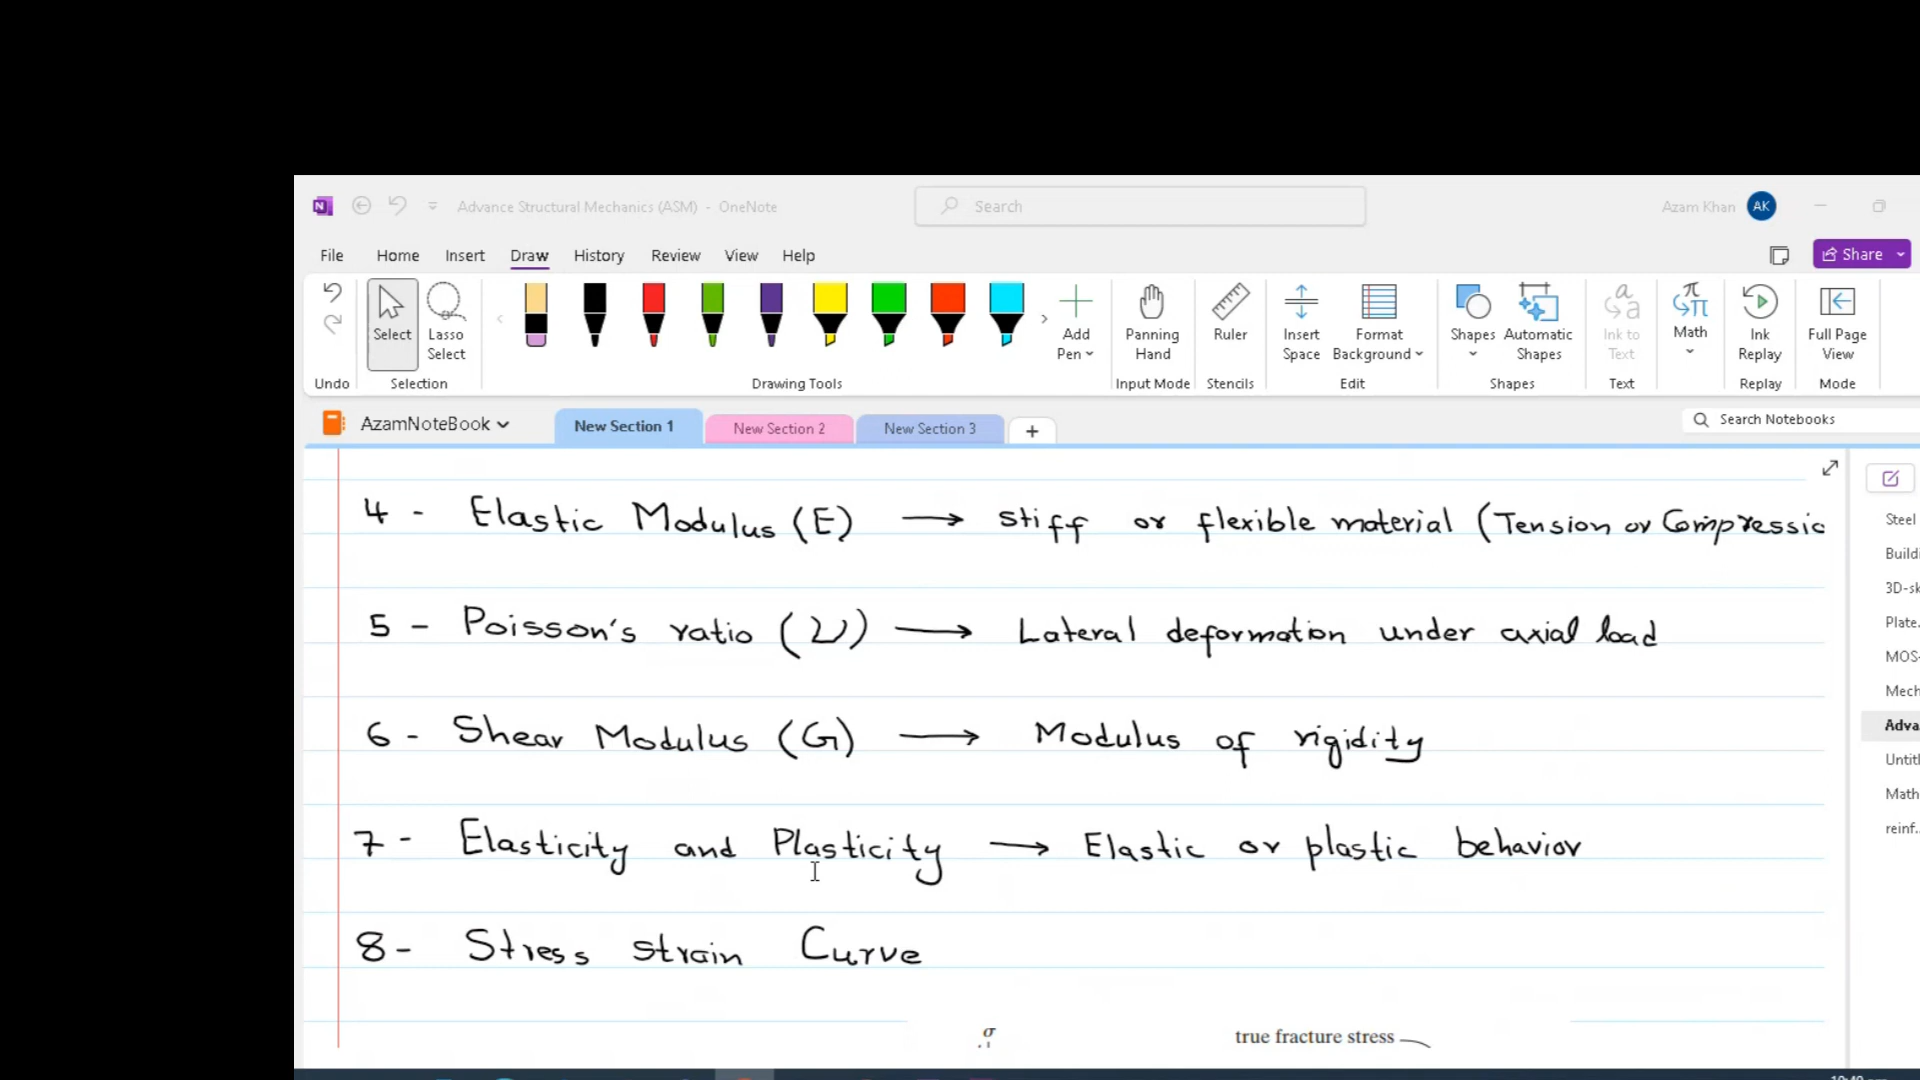 Advance Structural Mechanics (ASM) - OneNote
Search
Azam Khan AK
File Home Insert Draw History Review View Help
Share
Select
Lasso Select
Add Pen
Panning Hand
Ruler
Insert Space
Format Background
Shapes
Automatic Shapes
Ink to Text
Math
Ink Replay
Full Page View
Undo Selection Drawing Tools Input Mode Stencils Edit Shapes Text Replay Mode
AzamNoteBook New Section 1 New Section 2 New Section 3 +
Search Notebooks
4 - Elastic Modulus (E) → stiff or flexible material (Tension or Compressio
5 - Poisson's ratio (ν) → Lateral deformation under axial load
6 - Shear Modulus (G) → Modulus of rigidity
7 - Elasticity and Plasticity → Elastic or plastic behavior
8 - Stress strain Curve
σ
true fracture stress
Steel
Buildi
3D-sk
Plate.
MOS-
Mech
Adva
Untitl
Math
reinf..